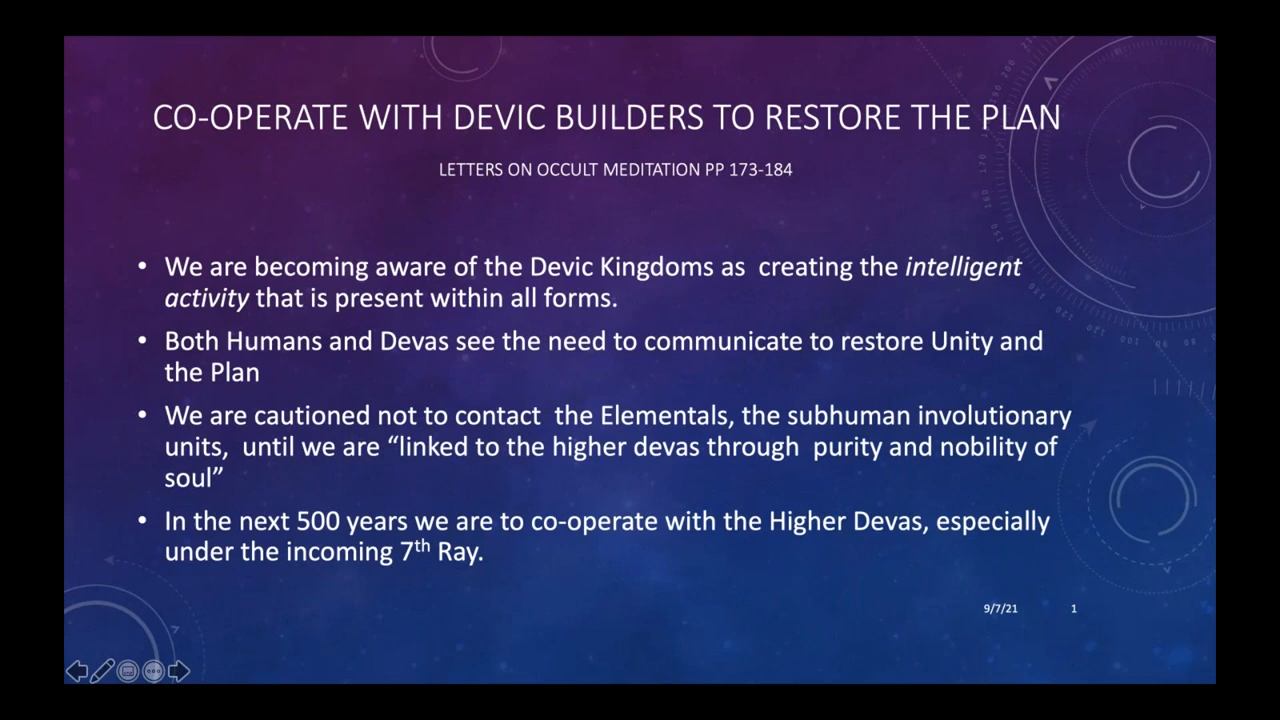 CO-OPERATE WITH DEVIC BUILDERS TO RESTORE THE PLAN
LETTERS ON OCCULT MEDITATION PP 173-184
• We are becoming aware of the Devic Kingdoms as creating the intelligent
activity that is present within all forms.
• Both Humans and Devas see the need to communicate to restore Unity and
the Plan
• We are cautioned not to contact the Elementals, the subhuman involutionary
units, until we are “linked to the higher devas through purity and nobility of
soul”
• In the next 500 years we are to co-operate with the Higher Devas, especially
under the incoming 7th Ray.
9/7/21 1